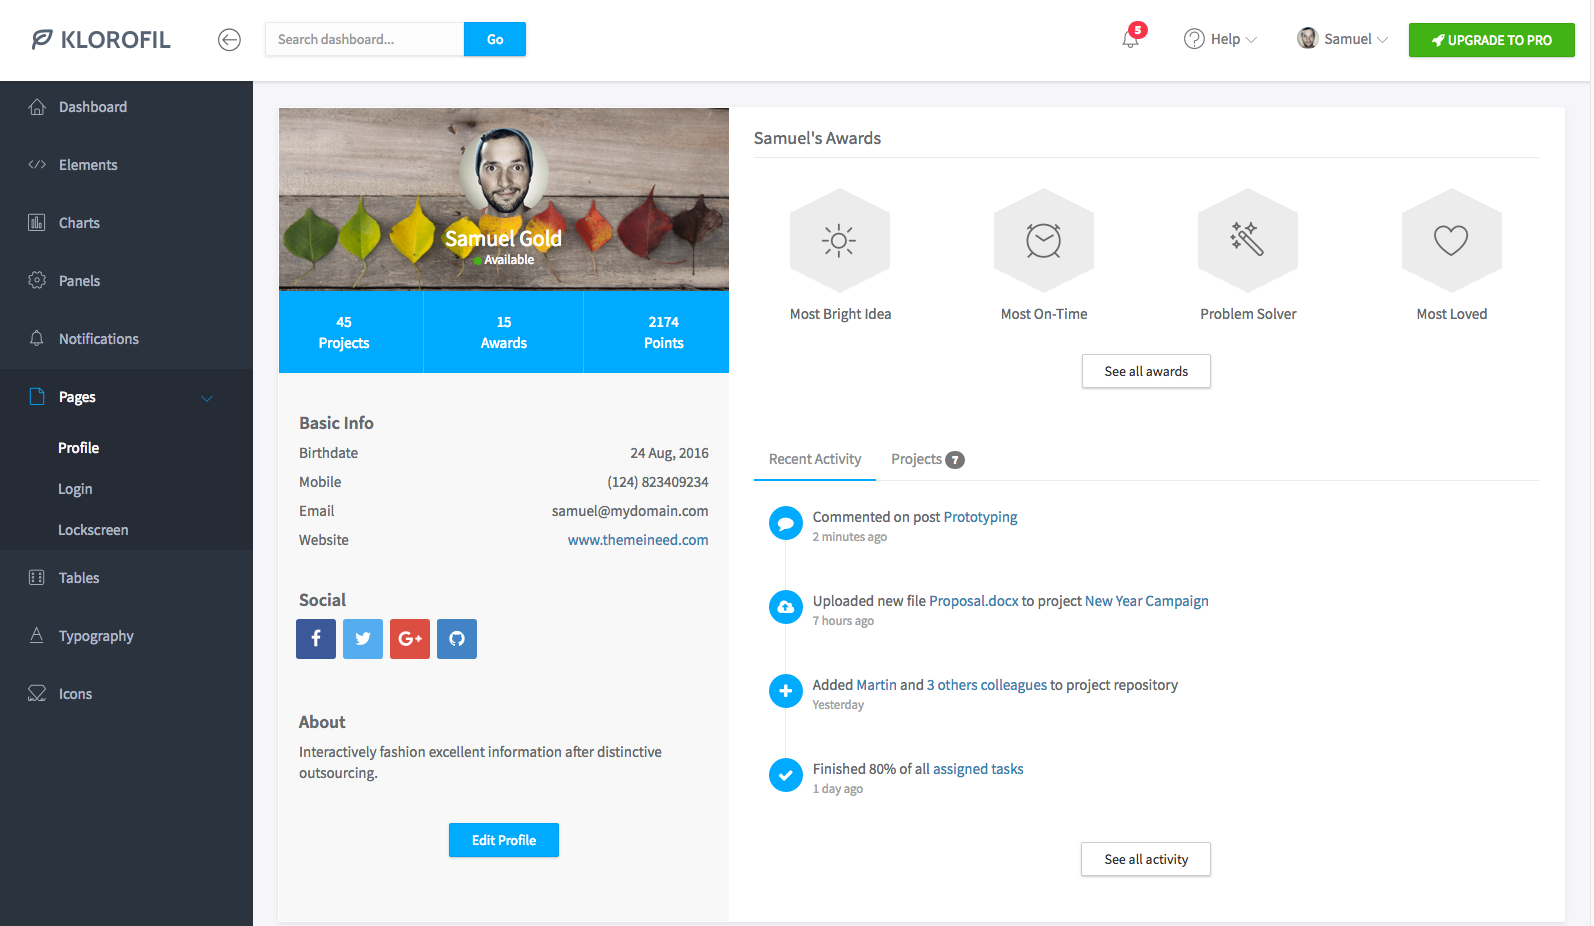 KLOROFIL
Search dashboard...
Go
5
Help
Samuel
UPGRADE TO PRO
Dashboard
Elements
Charts
Panels
Notifications
Pages
Profile
Login
Lockscreen
Tables
Typography
Icons
Samuel Gold
Available
45
Projects
15
Awards
2174
Points
Basic Info
Birthdate 24 Aug, 2016
Mobile (124) 823409234
Email samuel@mydomain.com
Website www.themeineed.com
Social
f
G+
About
Interactively fashion excellent information after distinctive
outsourcing.
Edit Profile
Samuel's Awards
Most Bright Idea
Most On-Time
Problem Solver
Most Loved
See all awards
Recent Activity
Projects 7
Commented on post Prototyping
2 minutes ago
Uploaded new file Proposal.docx to project New Year Campaign
7 hours ago
Added Martin and 3 others colleagues to project repository
Yesterday
Finished 80% of all assigned tasks
1 day ago
See all activity